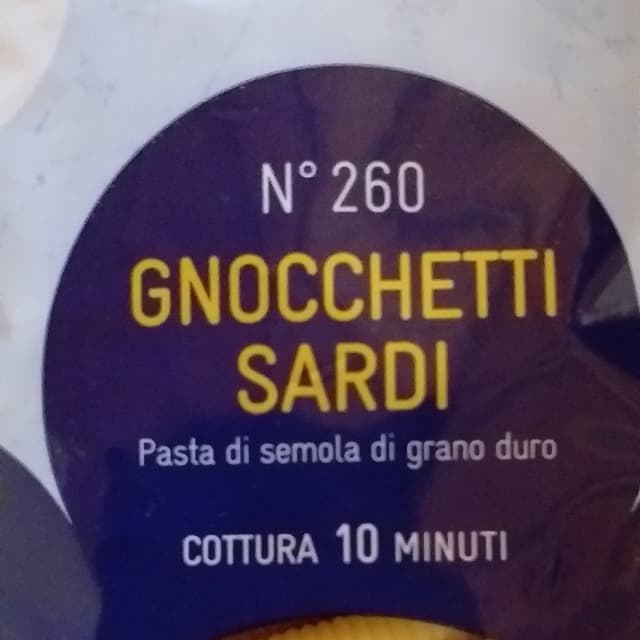 N° 260
GNOCCHETTI
SARDI
Pasta di semola di grano duro
COTTURA 10 MINUTI